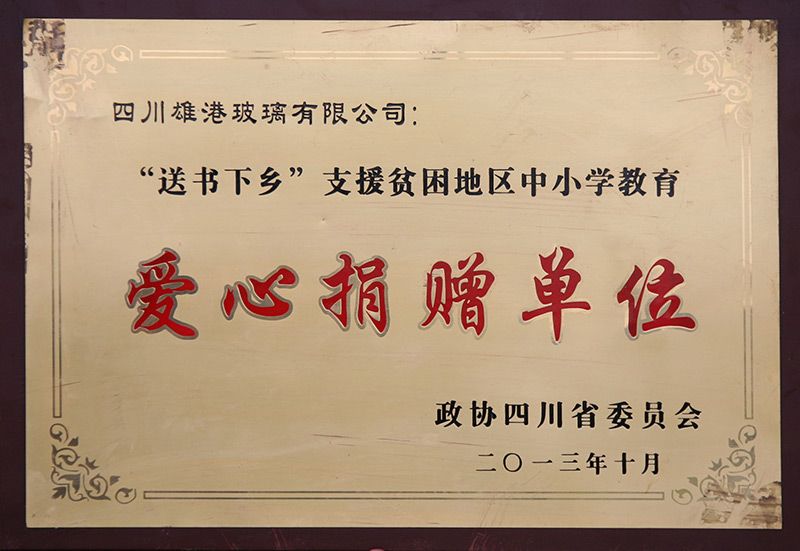 四川雄港玻璃有限公司：
“送书下乡”支援贫困地区中小学教育
爱心捐赠单位
政协四川省委员会
二〇一三年十月